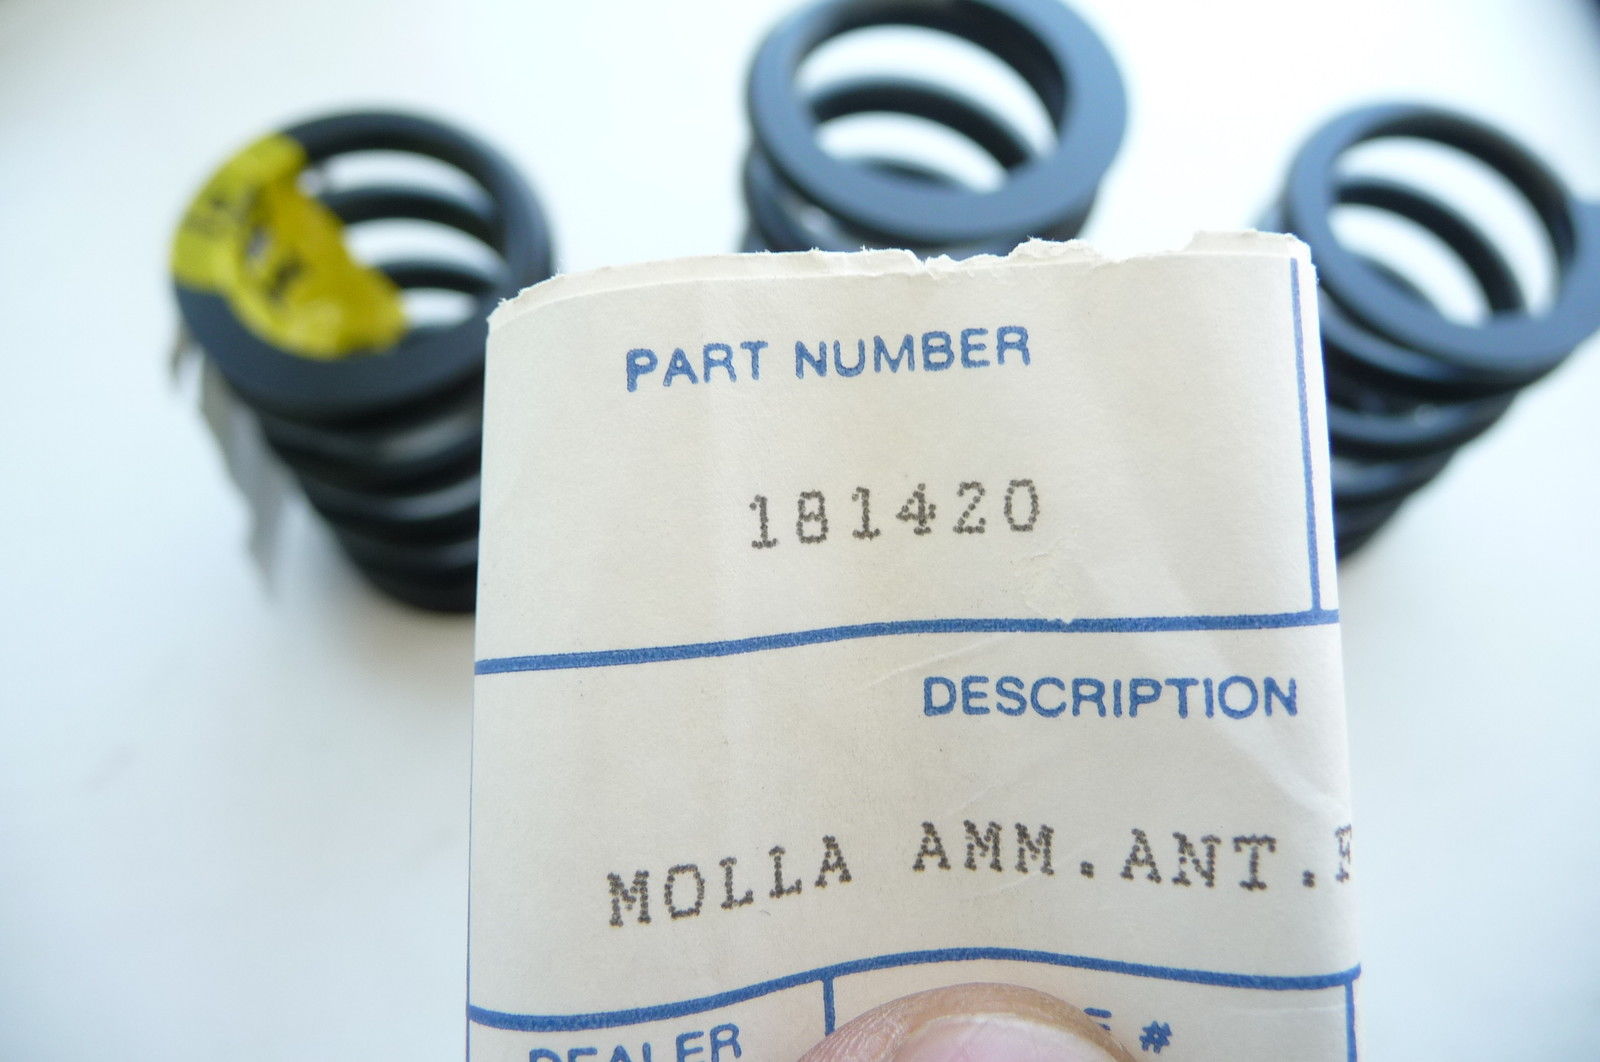 PART NUMBER
181420
DESCRIPTION
MOLLA AMM.ANT.
DEALER
#